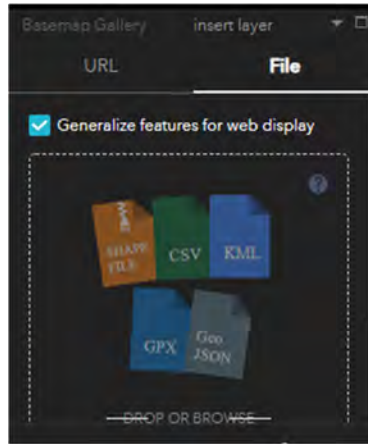 Basemap Gallery insert layer
URL File
Generalize features for web display
?
SHAPE
FILE
CSV KML
GPX Geo
JSON
DROP OR BROWSE